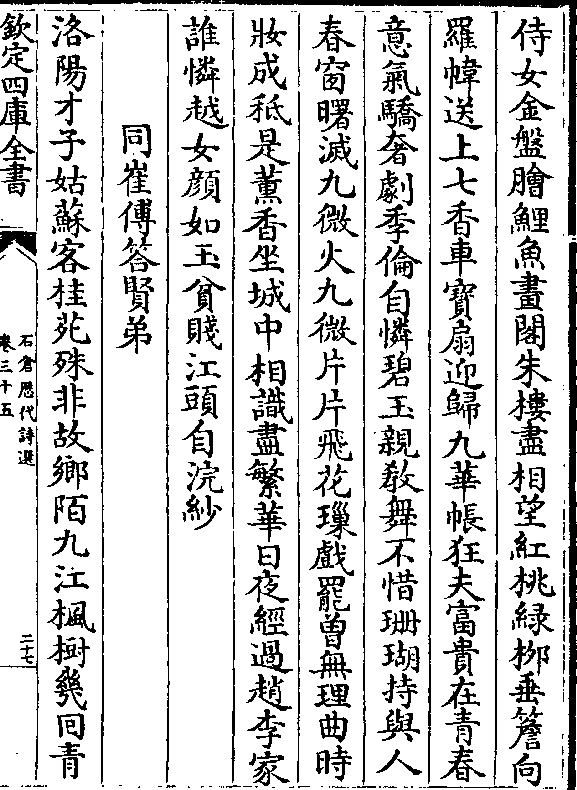 侍女金盤膾鯉魚畫閣朱樓盡相望紅桃緑栁垂簷向
羅幃送上七香車寳扇迎歸九華帳狂夫富貴在青春
意氣驕奢劇季倫自憐碧玉親教舞不惜珊瑚持與人
春窗曙滅九微火九微片片飛花璅戲罷曾無理曲時
妝成秪是薰香坐城中相識盡繁華日夜經過趙李家
誰憐越女顔如玉貧賤江頭自浣紗
同崔傅答賢弟
洛陽才子姑蘇客桂苑殊非故鄉陌九江楓樹㡬回青
欽定四庫全書
石倉歴代詩選
卷三十五
二十七